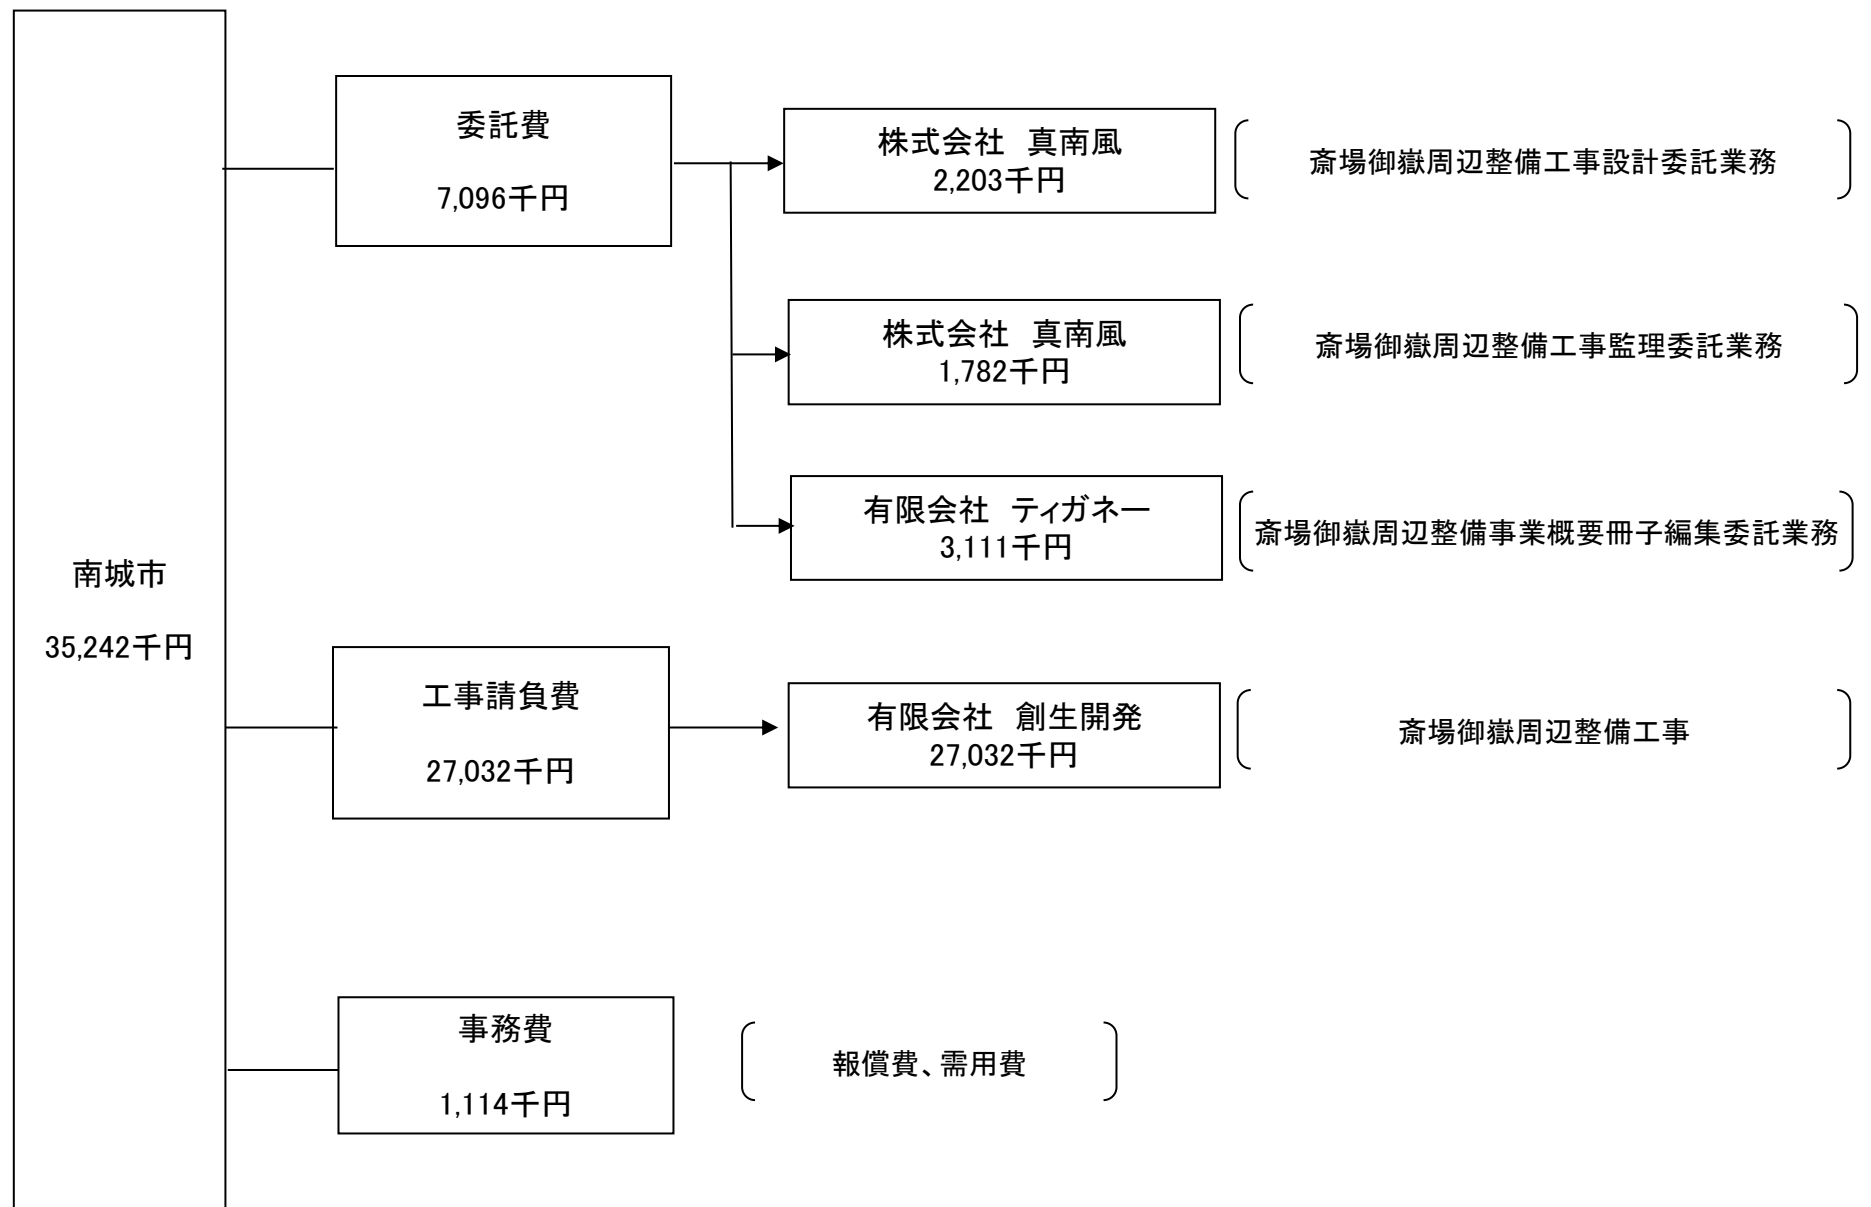 南城市
35,242千円
委託費
7,096千円
株式会社　真南風
2,203千円
斎場御嶽周辺整備工事設計委託業務
株式会社　真南風
1,782千円
斎場御嶽周辺整備工事監理委託業務
有限会社　ティガネー
3,111千円
斎場御嶽周辺整備事業概要冊子編集委託業務
工事請負費
27,032千円
有限会社　創生開発
27,032千円
斎場御嶽周辺整備工事
事務費
1,114千円
報償費、需用費